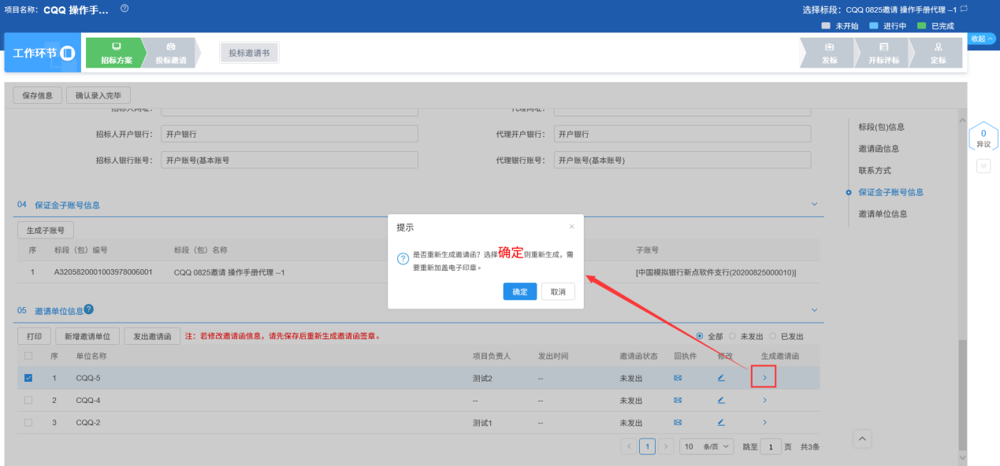 项目名称: CQQ 操作手...
选择标段: CQQ 0825邀请 操作手册代理 --1
未开始 进行中 已完成
收起
工作环节
招标方案
投标邀请
投标邀请书
发标
开标评标
定标
保存信息 确认录入完毕
招标人开户银行: 开户银行 代理开户银行: 开户银行
招标人银行账号: 开户账号(基本账号 代理银行账号: 开户账号(基本账号)
标段(包)信息
邀请函信息
联系方式
保证金子账号信息
邀请单位信息
0
异议
04 保证金子账号信息
生成子账号
序 标段（包）编号 标段（包）名称 子账号
1 A3205820001003978006001 CQQ 0825邀请 操作手册代理 --1 [中国模拟银行新点软件支行(20200825000010)]
提示
是否重新生成邀请函？选择确定则重新生成，需
要重新加盖电子印章。
确定 取消
05 邀请单位信息
打印 新增邀请单位 发出邀请函 注：若修改邀请函信息，请先保存后重新生成邀请函签章。 全部 未发出 已发出
序 单位名称 项目负责人 发出时间 邀请函状态 回执件 修改 生成邀请函
1 CQQ-5 测试2 -- 未发出
2 CQQ-4 -- -- 未发出
3 CQQ-2 测试1 -- 未发出
1 10 条/页 跳至 1 页 共3条